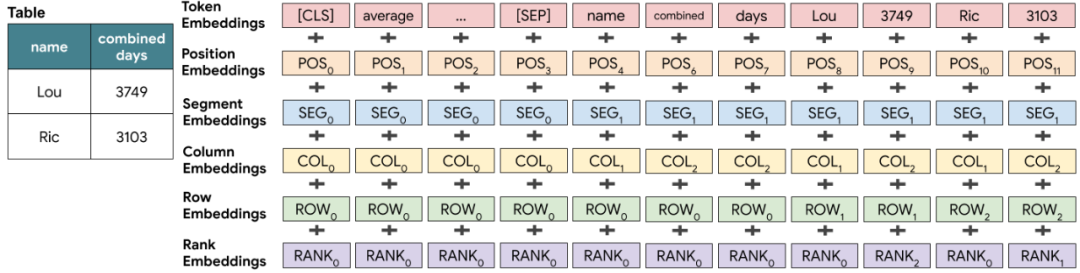 Table
name combined days
Lou 3749
Ric 3103
Token Embeddings [CLS] average ... [SEP] name combined days Lou 3749 Ric 3103
+ + + + + + + + + + +
Position Embeddings POS₀ POS₁ POS₂ POS₃ POS₄ POS₆ POS₇ POS₈ POS₉ POS₁₀ POS₁₁
+ + + + + + + + + + +
Segment Embeddings SEG₀ SEG₀ SEG₀ SEG₀ SEG₁ SEG₁ SEG₁ SEG₁ SEG₁ SEG₁ SEG₁
+ + + + + + + + + + +
Column Embeddings COL₀ COL₀ COL₀ COL₀ COL₁ COL₂ COL₂ COL₁ COL₂ COL₁ COL₂
+ + + + + + + + + + +
Row Embeddings ROW₀ ROW₀ ROW₀ ROW₀ ROW₀ ROW₀ ROW₀ ROW₁ ROW₁ ROW₂ ROW₂
+ + + + + + + + + + +
Rank Embeddings RANK₀ RANK₀ RANK₀ RANK₀ RANK₀ RANK₀ RANK₀ RANK₀ RANK₂ RANK₀ RANK₁